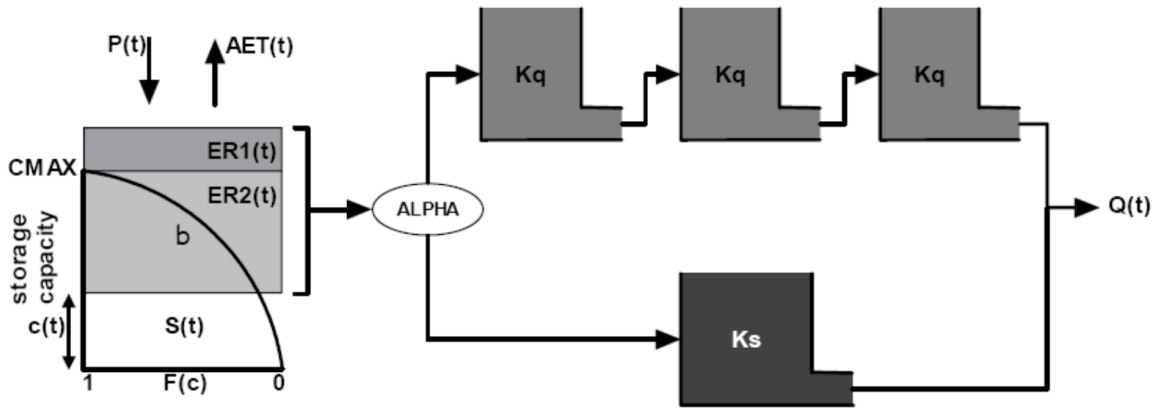 P(t)
AET(t)
Kq
Kq
Kq
ER1(t)
CMAX
ER2(t)
ALPHA
Q(t)
b
storage
capacity
c(t)
S(t)
Ks
1
F(c)
0